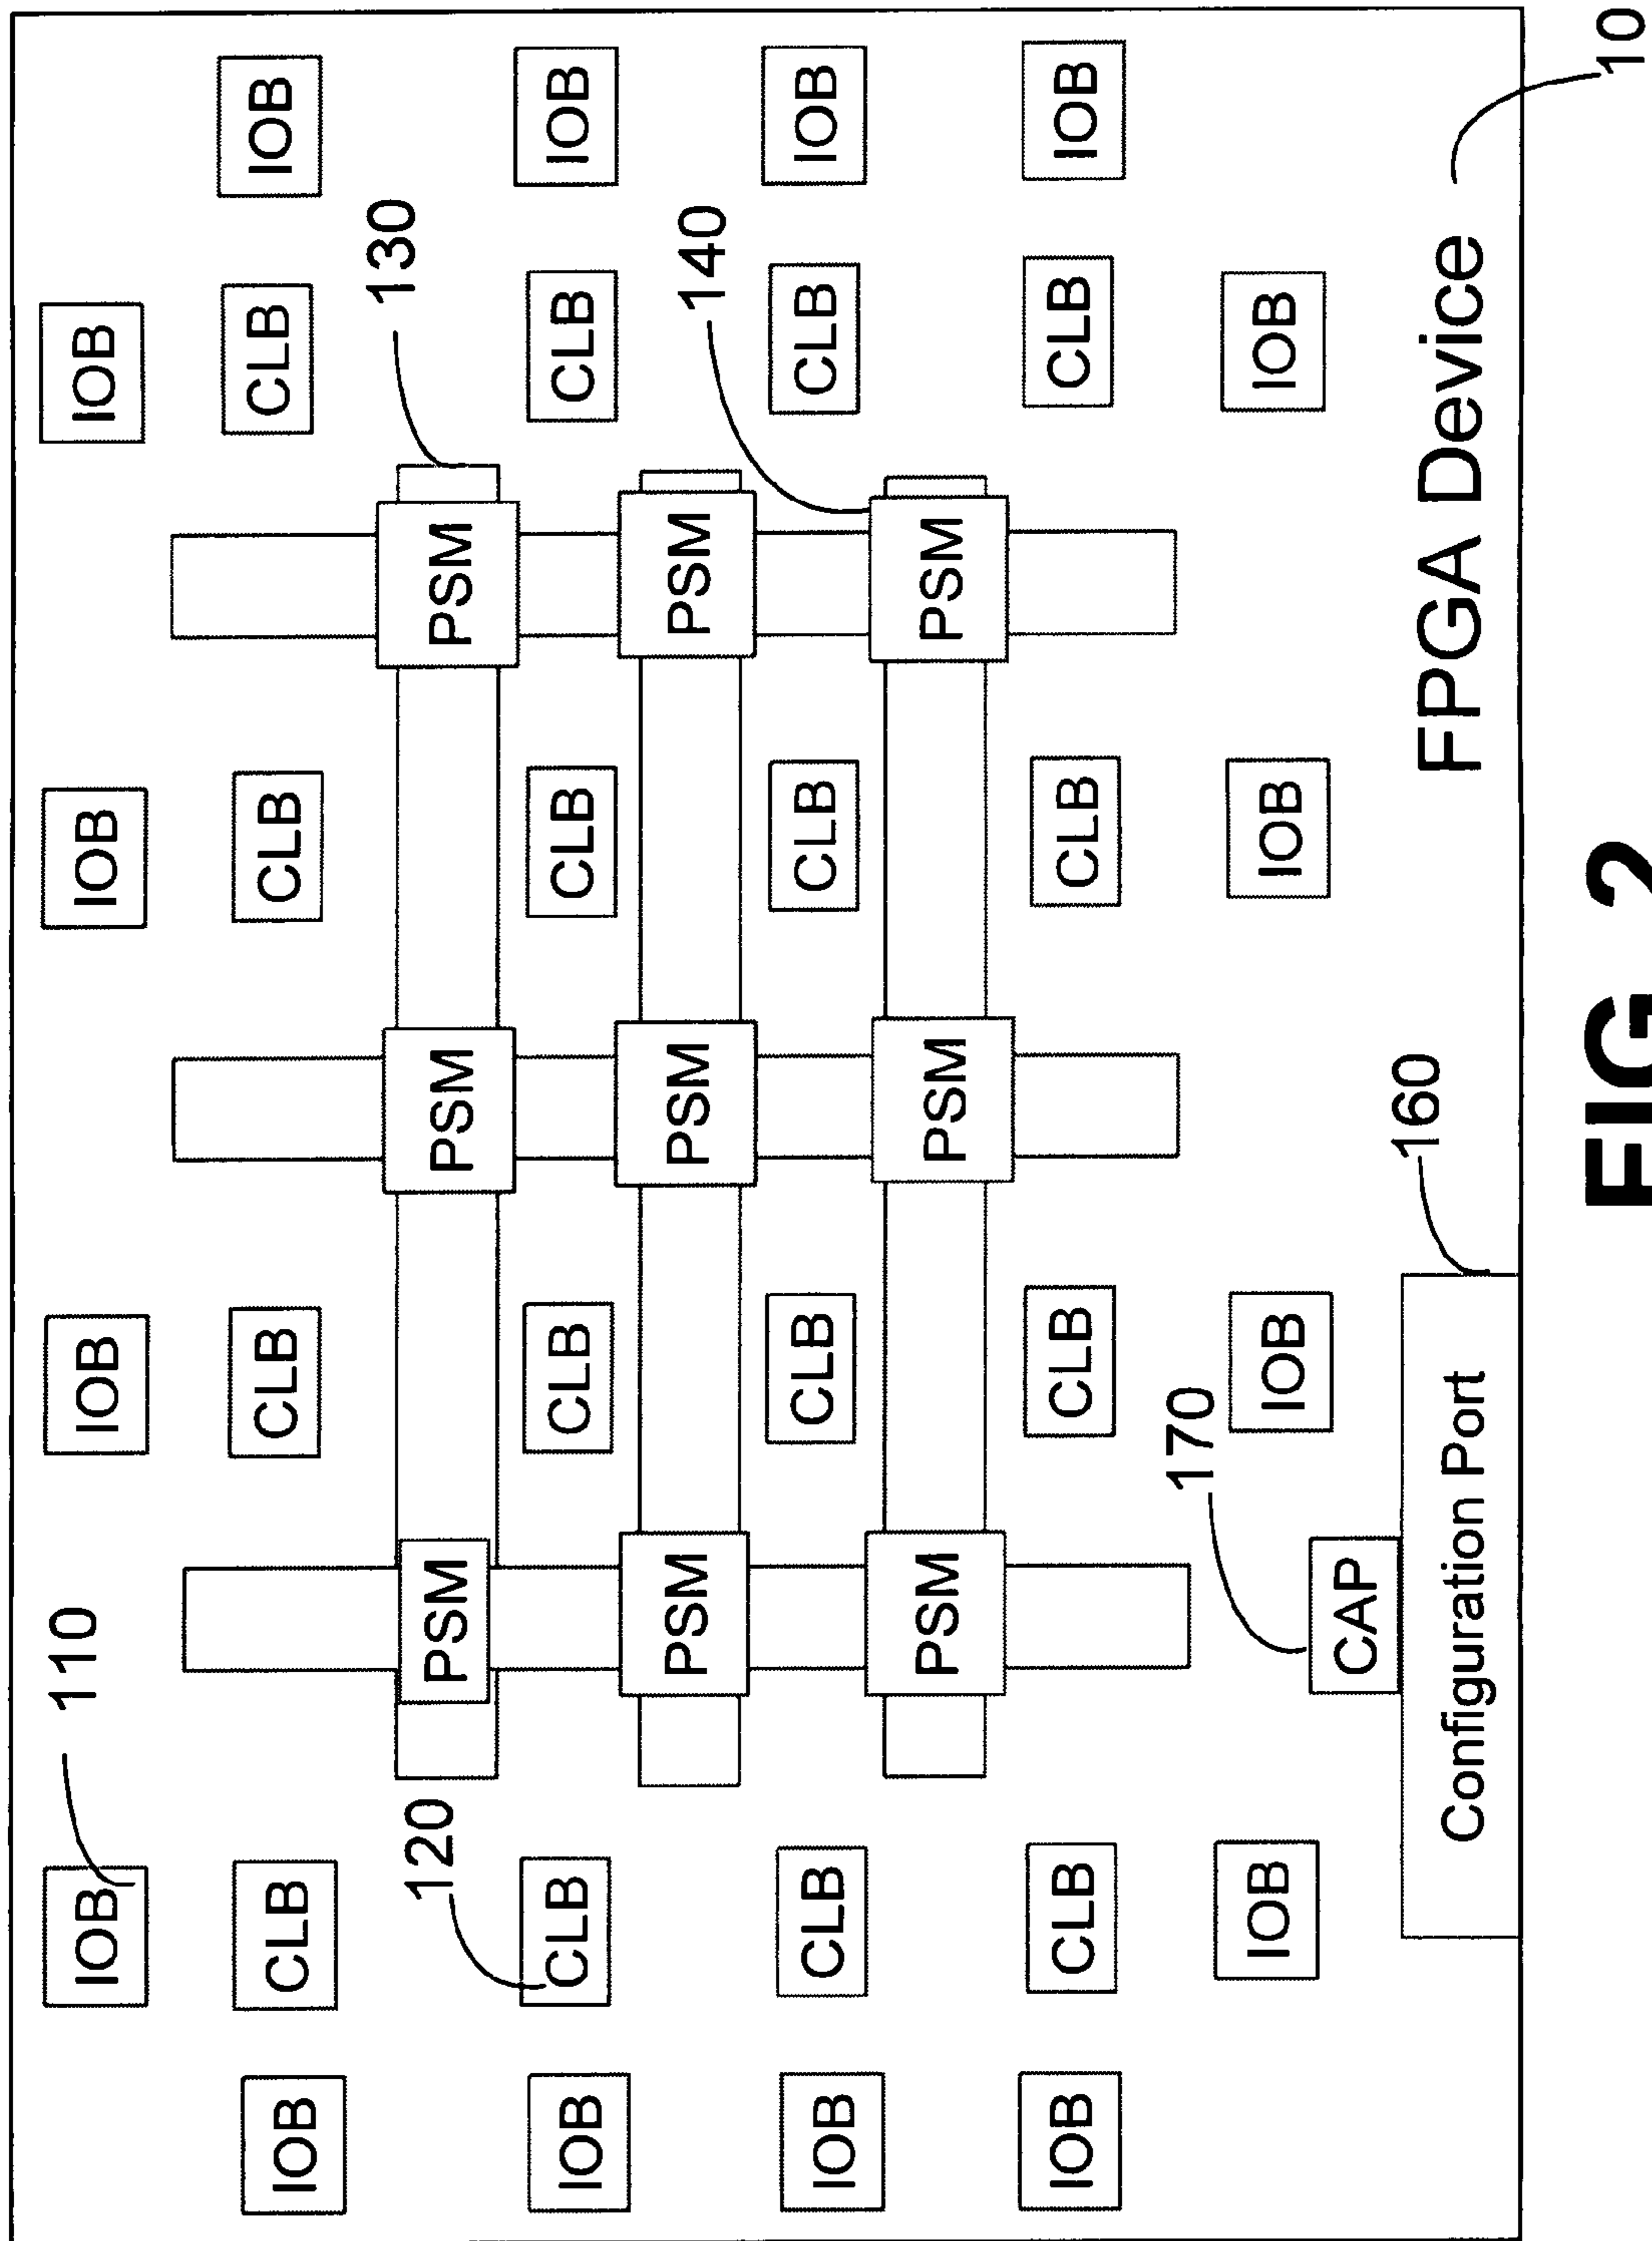 IOB 110 IOB IOB IOB
IOB CLB CLB CLB CLB IOB
120 130
PSM PSM PSM
IOB CLB CLB CLB CLB IOB
PSM PSM PSM 140
IOB CLB CLB CLB CLB IOB
PSM PSM PSM
IOB CLB CLB CLB CLB IOB
170
IOB IOB IOB IOB
CAP 160
Configuration Port FPGA Device
10
FIG 2